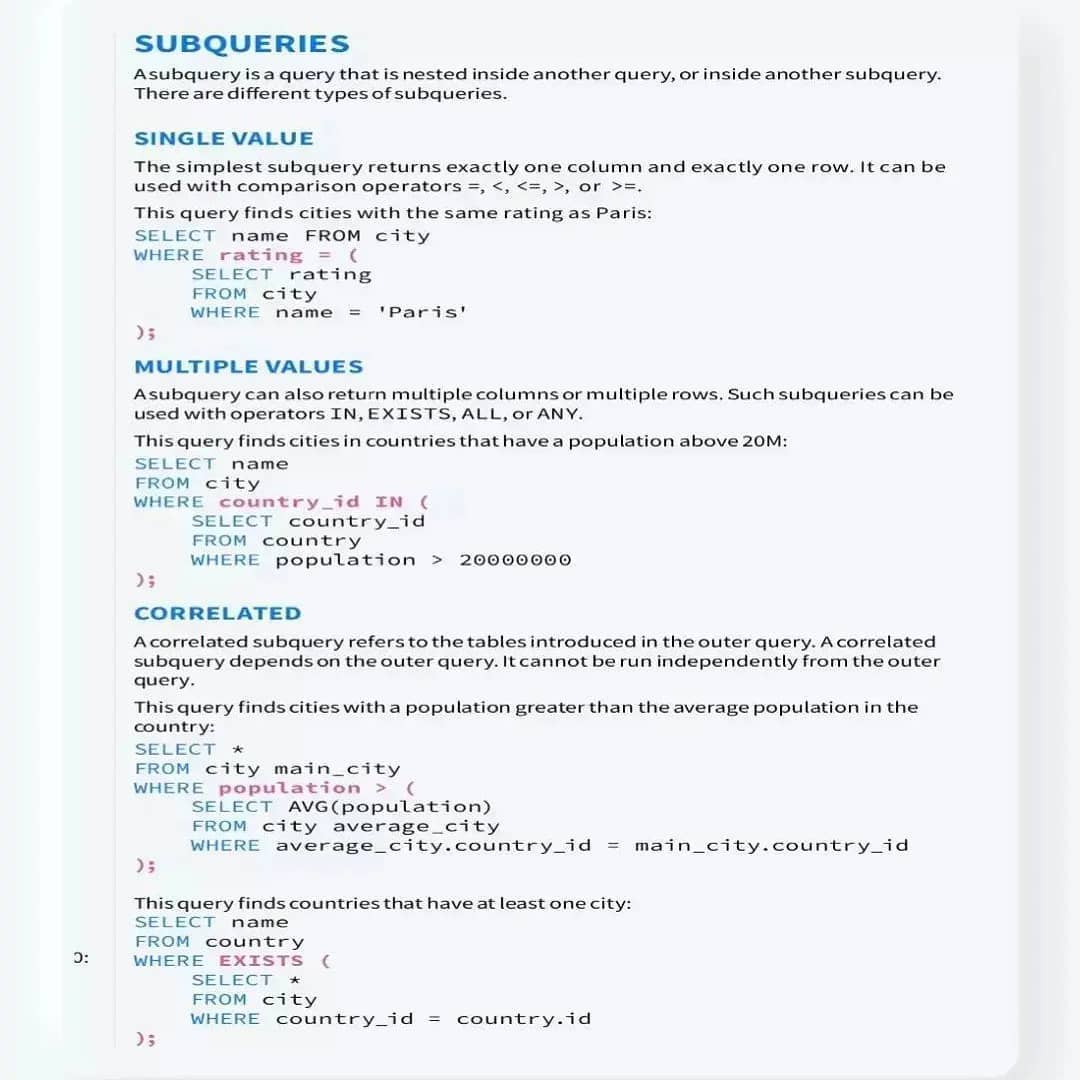 SUBQUERIES
A subquery is a query that is nested inside another query, or inside another subquery.
There are different types of subqueries.
SINGLE VALUE
The simplest subquery returns exactly one column and exactly one row. It can be
used with comparison operators =, <, <=, >, or >=.
This query finds cities with the same rating as Paris:
SELECT name FROM city
WHERE rating = (
SELECT rating
FROM city
WHERE name = 'Paris'
);
MULTIPLE VALUES
A subquery can also return multiple columns or multiple rows. Such subqueries can be
used with operators IN, EXISTS, ALL, or ANY.
This query finds cities in countries that have a population above 20M:
SELECT name
FROM city
WHERE country_id IN (
SELECT country_id
FROM country
WHERE population > 20000000
);
CORRELATED
A correlated subquery refers to the tables introduced in the outer query. A correlated
subquery depends on the outer query. It cannot be run independently from the outer
query.
This query finds cities with a population greater than the average population in the
country:
SELECT *
FROM city main_city
WHERE population > (
SELECT AVG(population)
FROM city average_city
WHERE average_city.country_id = main_city.country_id
);
This query finds countries that have at least one city:
SELECT name
FROM country
WHERE EXISTS (
SELECT *
FROM city
WHERE country_id = country.id
);